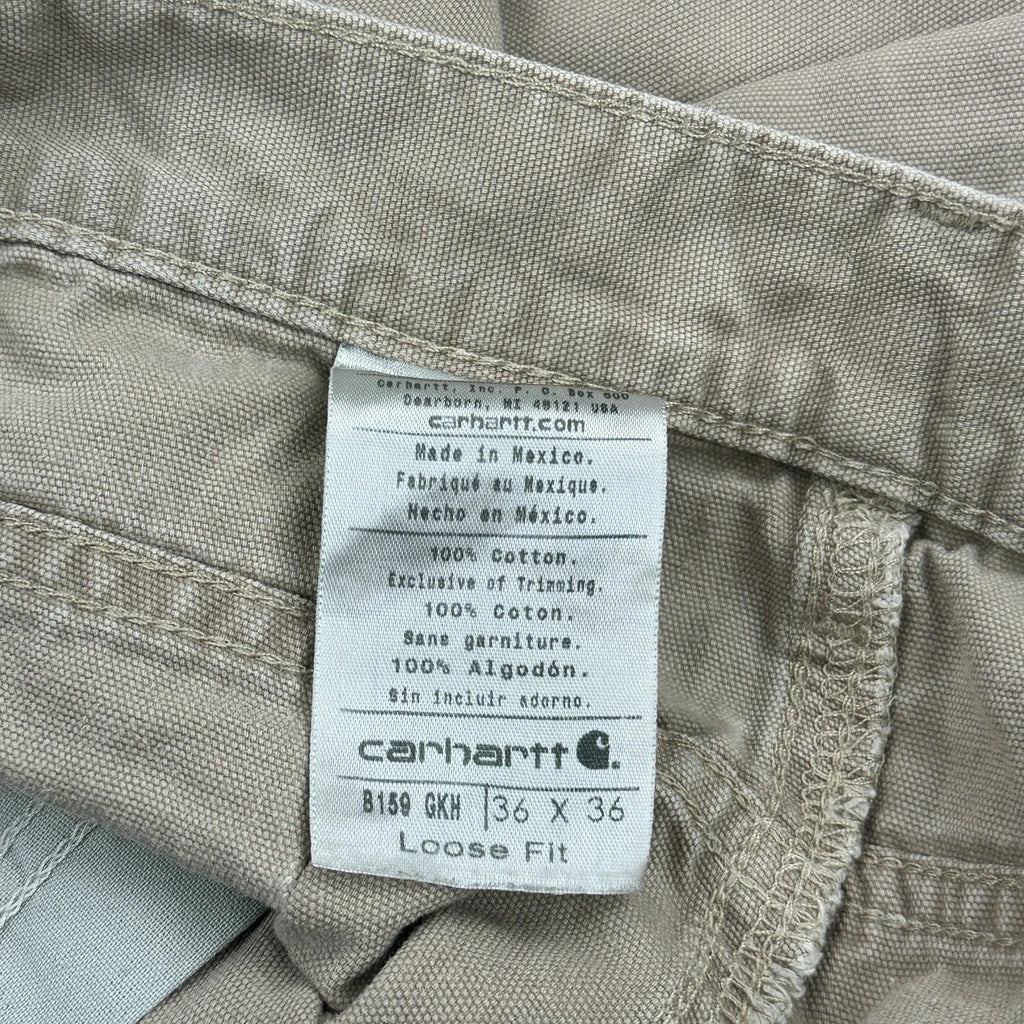 Carhartt, Inc. P. O. Box 600
Dearborn, MI 48121 USA
carhartt.com
Made in Mexico.
Fabriqué au Mexique.
Hecho en México.
100% Cotton.
Exclusive of Trimming.
100% Coton.
Sans garniture.
100% Algodón.
Sin incluir adorno.
carhartt
B159 GKH 36 X 36
Loose Fit